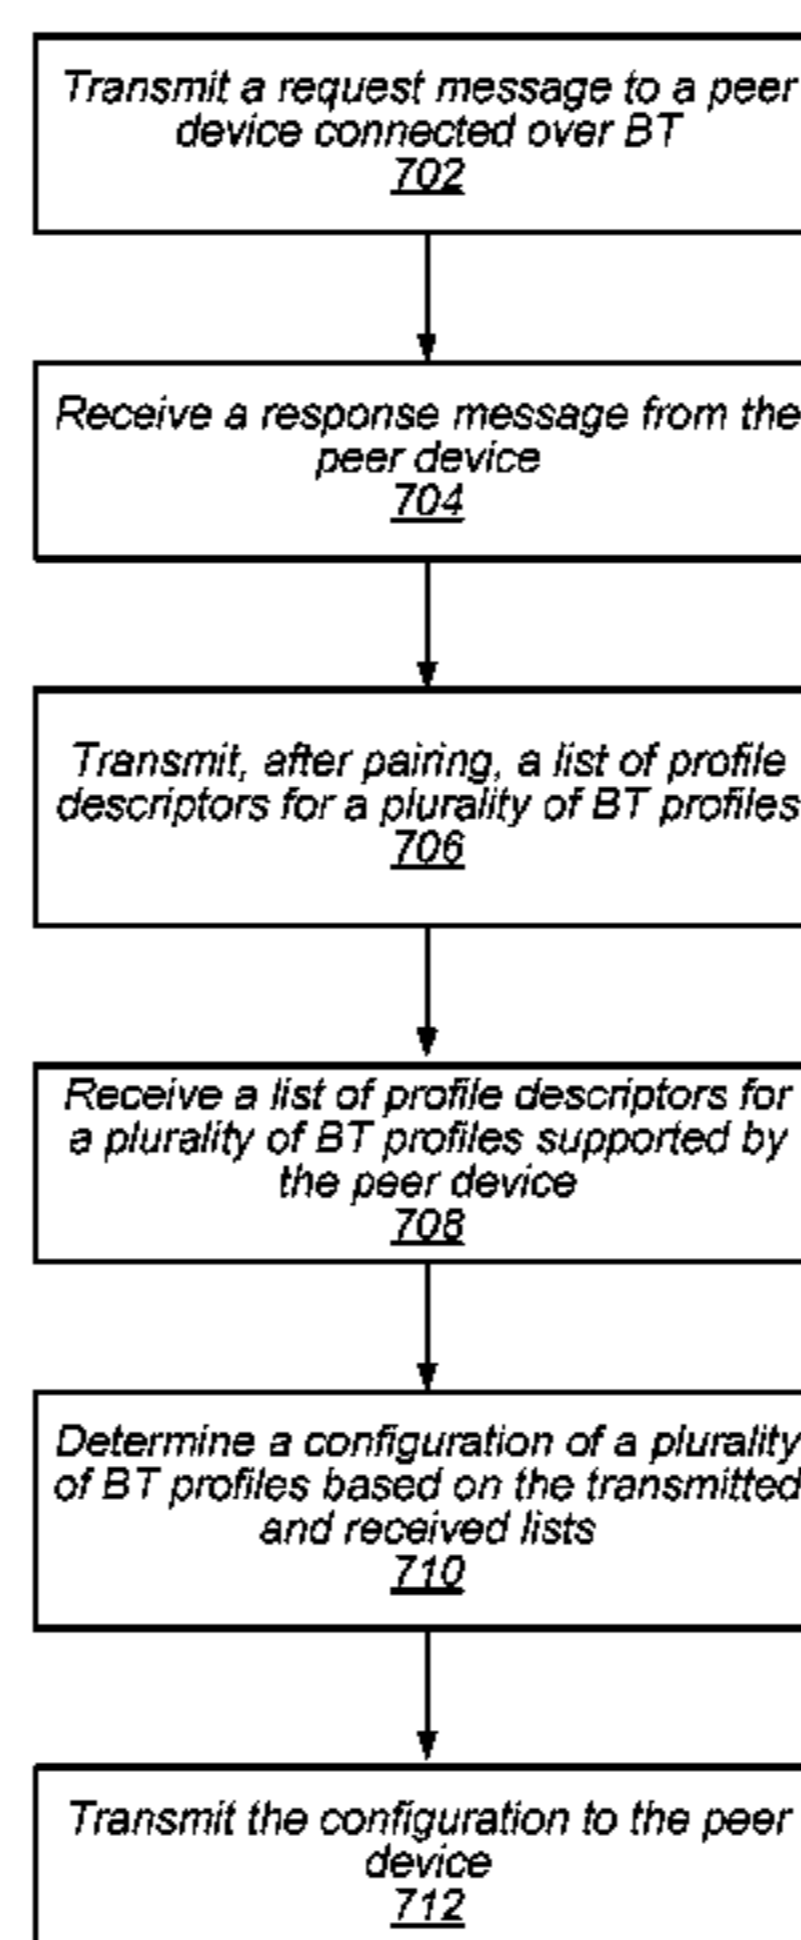 Transmit a request message to a peer
device connected over BT
702
Receive a response message from the
peer device
704
Transmit, after pairing, a list of profile
descriptors for a plurality of BT profiles
706
Receive a list of profile descriptors for
a plurality of BT profiles supported by
the peer device
708
Determine a configuration of a plurality
of BT profiles based on the transmitted
and received lists
710
Transmit the configuration to the peer
device
712